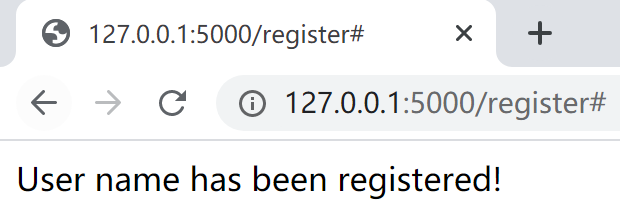 127.0.0.1:5000/register#
127.0.0.1:5000/register#
User name has been registered!